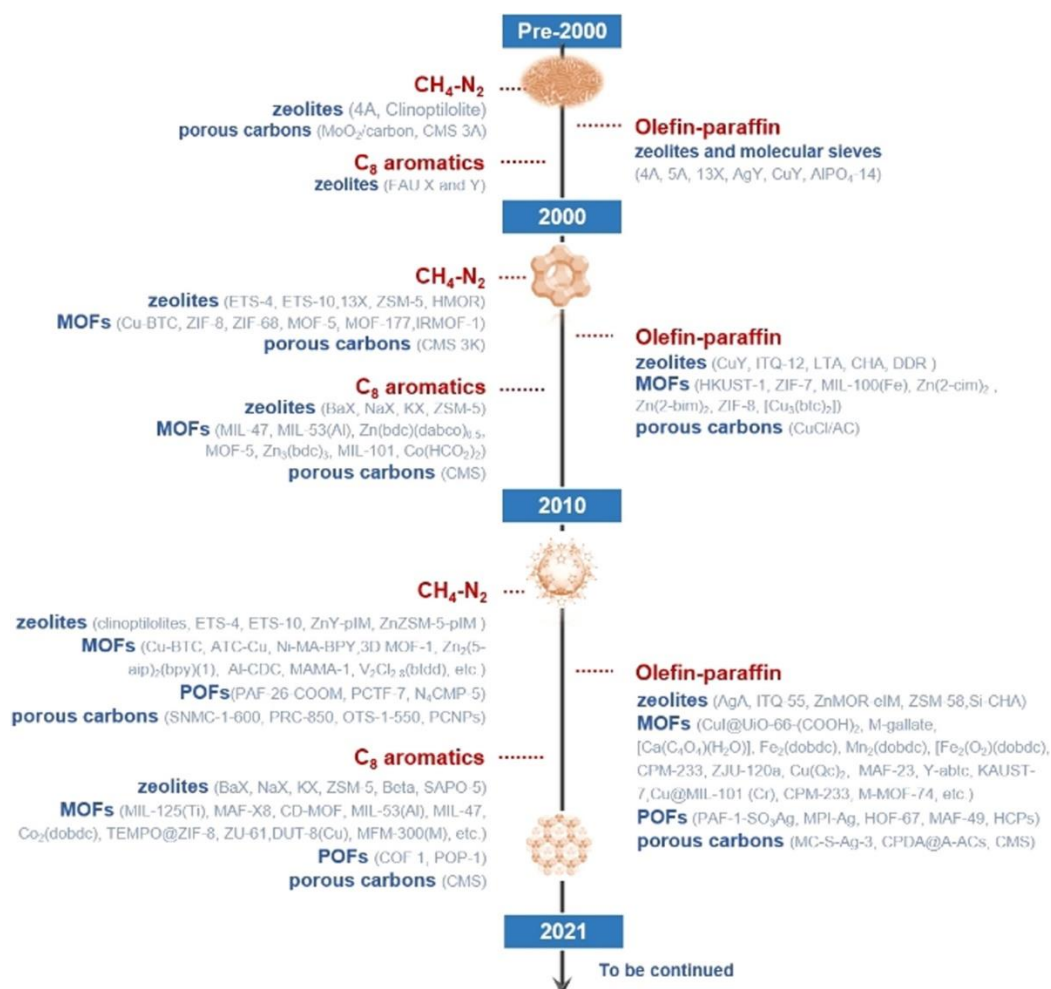 Pre-2000
CH₄-N₂
zeolites (4A, Clinoptilolite)
porous carbons (MoO₂/carbon, CMS 3A)
Olefin-paraffin
zeolites and molecular sieves
(4A, 5A, 13X, AgY, CuY, AlPO₄-14)
C₈ aromatics
zeolites (FAU X and Y)
2000
CH₄-N₂
zeolites (ETS-4, ETS-10,13X, ZSM-5, HMOR)
MOFs (Cu-BTC, ZIF-8, ZIF-68, MOF-5, MOF-177,IRMOF-1)
porous carbons (CMS 3K)
Olefin-paraffin
zeolites (CuY, ITQ-12, LTA, CHA, DDR )
MOFs (HKUST-1, ZIF-7, MIL-100(Fe), Zn(2-cim)₂ ,
Zn(2-bim)₂, ZIF-8, [Cu₃(btc)₂])
porous carbons (CuCl/AC)
C₈ aromatics
zeolites (BaX, NaX, KX, ZSM-5)
MOFs (MIL-47, MIL-53(Al), Zn(bdc)(dabco)₀.₅,
MOF-5, Zn₃(bdc)₃, MIL-101, Co(HCO₂)₂)
porous carbons (CMS)
2010
CH₄-N₂
zeolites (clinoptilolites, ETS-4, ETS-10, ZnY-pIM, ZnZSM-5-pIM )
MOFs (Cu-BTC, ATC-Cu, Ni-MA-BPY,3D MOF-1, Zn₂(5-
aip)₂(bpy)(1), Al-CDC, MAMA-1, V₂Cl₂.₈(btdd), etc.)
POFs(PAF-26-COOM, PCTF-7, N₄CMP-5)
porous carbons (SNMC-1-600, PRC-850, OTS-1-550, PCNPs)
Olefin-paraffin
zeolites (AgA, ITQ-55, ZnMOR-eIM, ZSM-58,Si-CHA)
MOFs (CuI@UiO-66-(COOH)₂, M-gallate,
[Ca(C₄O₄)(H₂O)], Fe₂(dobdc), Mn₂(dobdc), [Fe₂(O₂)(dobdc),
CPM-233, ZJU-120a, Cu(Qc)₂, MAF-23, Y-abtc, KAUST-
7,Cu@MIL-101 (Cr), CPM-233, M-MOF-74, etc.)
POFs (PAF-1-SO₃Ag, MPI-Ag, HOF-67, MAF-49, HCPs)
porous carbons (MC-S-Ag-3, CPDA@A-ACs, CMS)
C₈ aromatics
zeolites (BaX, NaX, KX, ZSM-5, Beta, SAPO-5)
MOFs (MIL-125(Ti), MAF-X8, CD-MOF, MIL-53(Al), MIL-47,
Co₂(dobdc), TEMPO@ZIF-8, ZU-61,DUT-8(Cu), MFM-300(M), etc.)
POFs (COF 1, POP-1)
porous carbons (CMS)
2021
To be continued